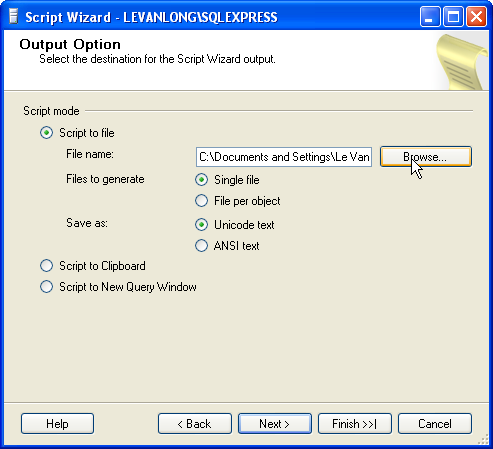 Script Wizard - LEVANLONG\SQLEXPRESS
Output Option
Select the destination for the Script Wizard output.
Script mode
Script to file
File name: C:\Documents and Settings\Le Van Browse...
Files to generate Single file
File per object
Save as: Unicode text
ANSI text
Script to Clipboard
Script to New Query Window
Help < Back Next > Finish >>| Cancel